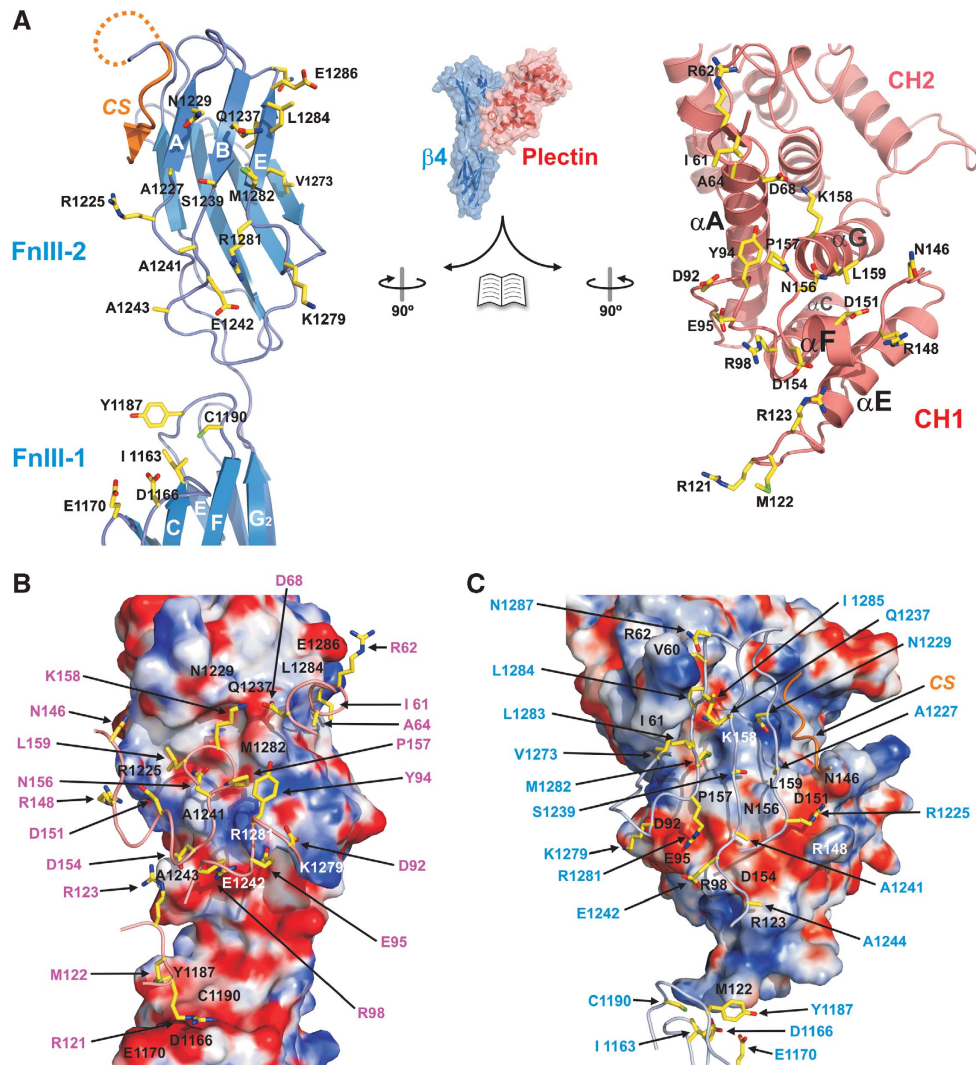 A
CS
N1229
Q1237
E1286
L1284
A
B
E
A1227
S1239
M1282
V1273
R1225
R1281
FnIII-2
A1241
A1243
E1242
K1279
Y1187
C1190
FnIII-1
I 1163
E1170
D1166
C
E
F
G2
β4
Plectin
90º
90º
R62
CH2
I 61
A64
D68
K158
αA
αG
Y94
P157
N146
D92
N156
L159
αC
D151
E95
αF
R98
R148
D154
αE
R123
CH1
R121
M122
B
D68
E1286
R62
N1229
L1284
K158
Q1237
I 61
N146
A64
M1282
L159
P157
R1225
N156
Y94
A1241
R148
R1281
D151
D92
K1279
D154
A1243
E1242
R123
E95
M122
Y1187
C1190
R98
R121
D1166
E1170
C
N1287
I 1285
R62
Q1237
V60
N1229
L1284
CS
I 61
L1283
K158
A1227
V1273
L159
N146
M1282
P157
D151
S1239
N156
R1225
D92
K1279
R148
E95
R1281
D154
R98
A1241
E1242
R123
A1244
M122
C1190
Y1187
D1166
I 1163
E1170